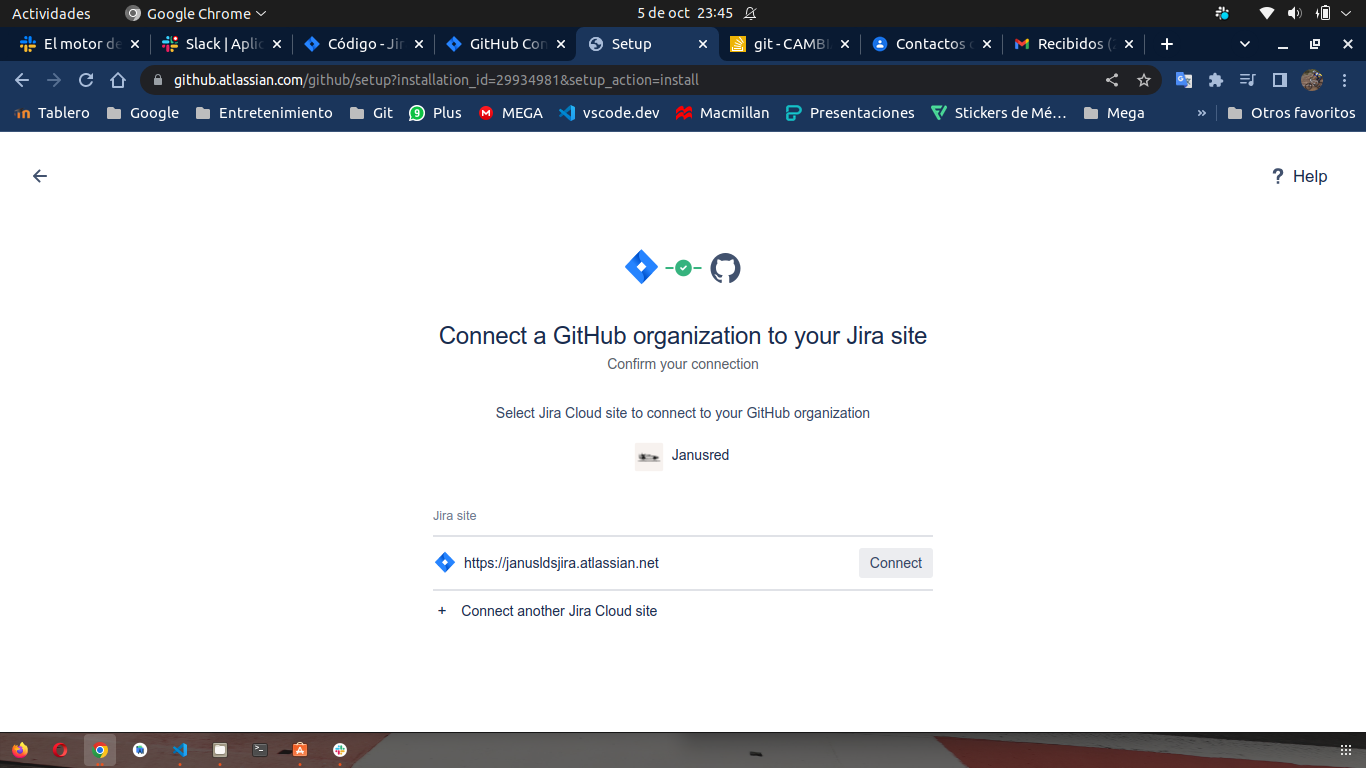 Actividades Google Chrome 5 de oct 23:45
El motor de Slack | Aplic Código - Jir GitHub Con Setup git - CAMBI Contactos Recibidos (
github.atlassian.com/github/setup?installation_id=29934981&setup_action=install
Tablero Google Entretenimiento Git 9 Plus MEGA vscode.dev Macmillan Presentaciones Stickers de Mé… Mega » Otros favoritos
? Help
Connect a GitHub organization to your Jira site
Confirm your connection
Select Jira Cloud site to connect to your GitHub organization
Janusred
Jira site
https://janusldsjira.atlassian.net Connect
+ Connect another Jira Cloud site